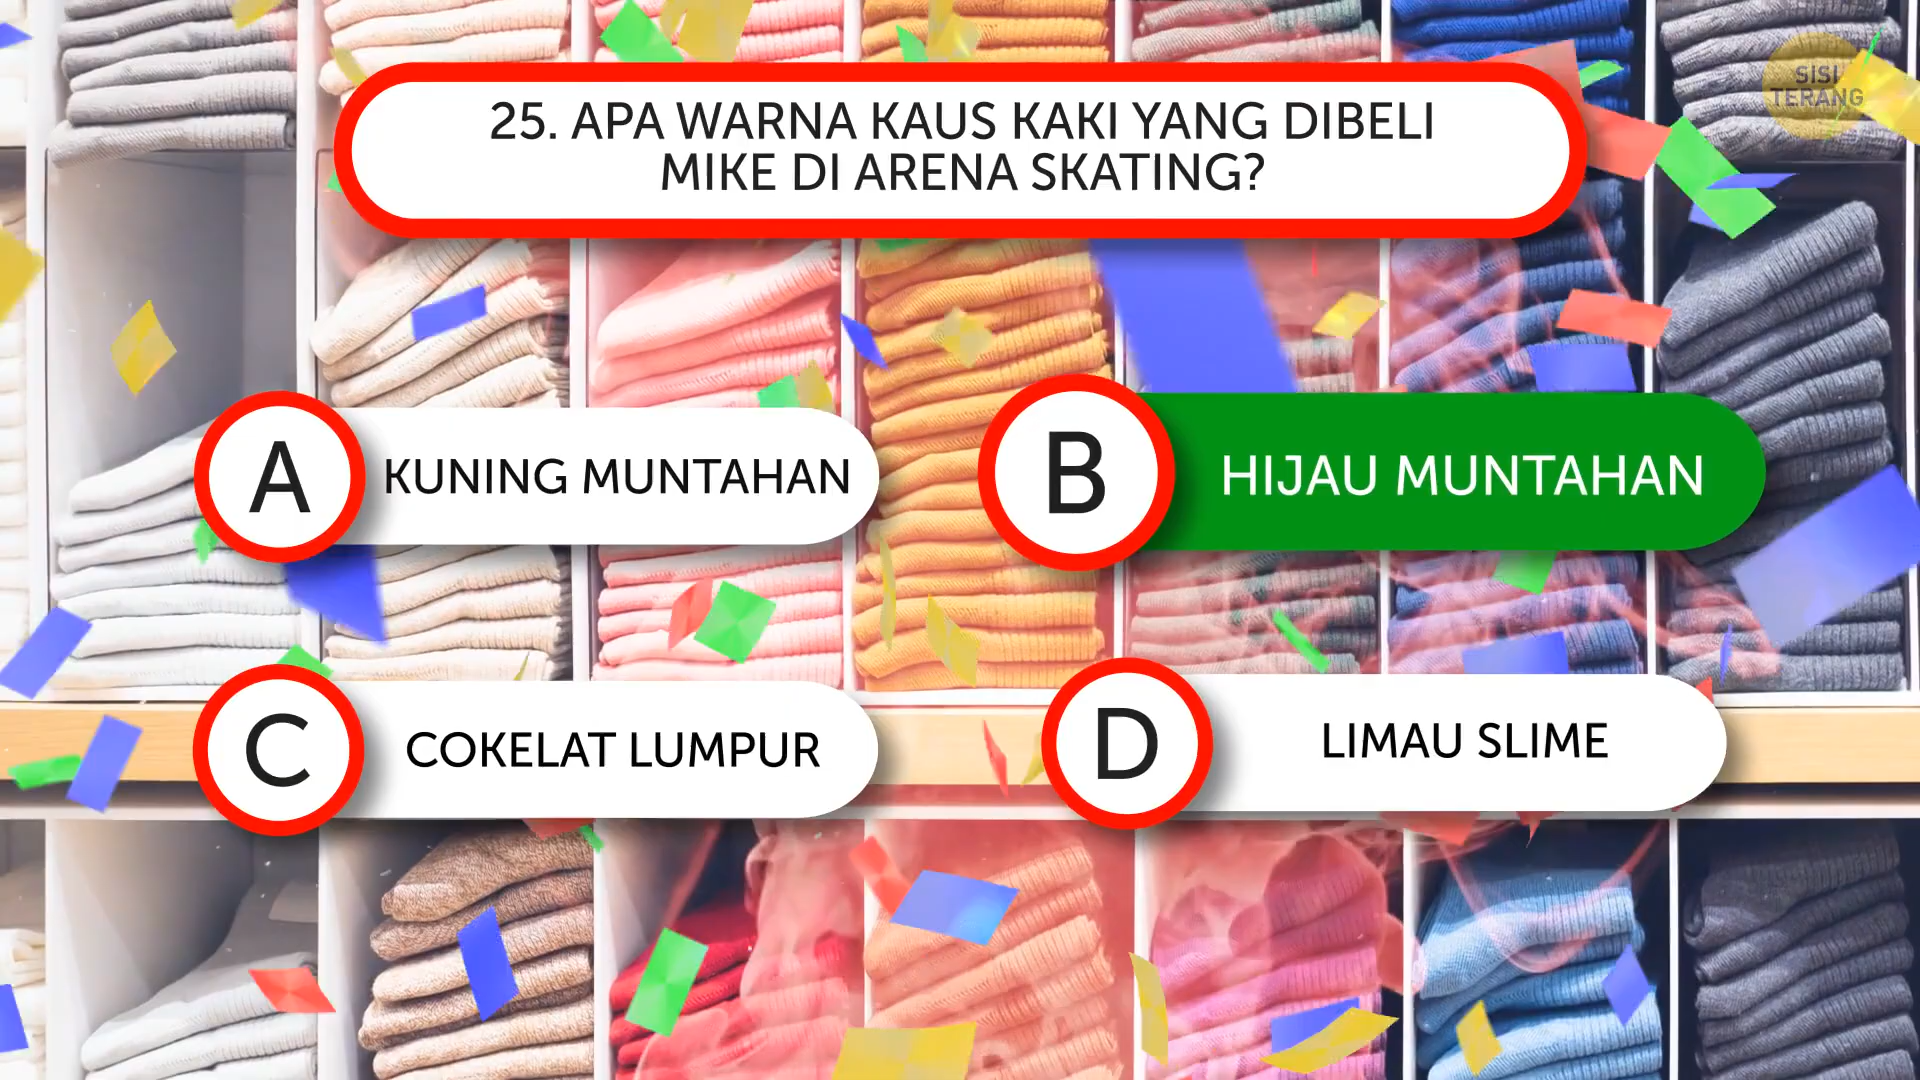 25. APA WARNA KAUS KAKI YANG DIBELI
MIKE DI ARENA SKATING?
SISI
TERANG
A
KUNING MUNTAHAN
B
HIJAU MUNTAHAN
C
COKELAT LUMPUR
D
LIMAU SLIME